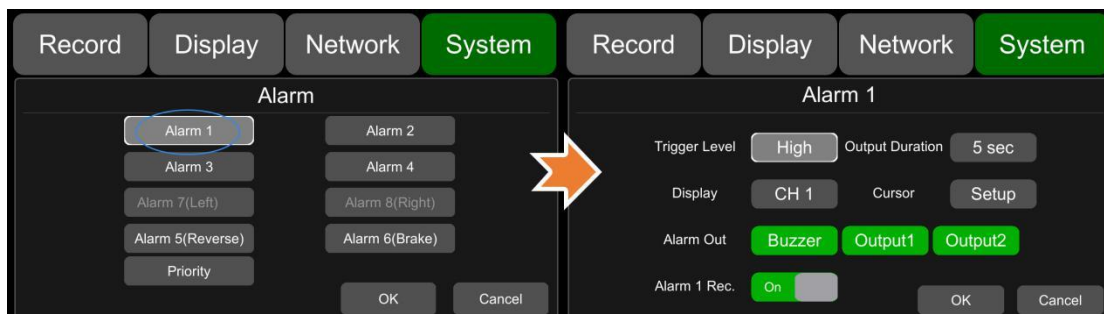 Record Display Network System
Alarm
Alarm 1 Alarm 2
Alarm 3 Alarm 4
Alarm 7(Left) Alarm 8(Right)
Alarm 5(Reverse) Alarm 6(Brake)
Priority
OK Cancel
Record Display Network System
Alarm 1
Trigger Level High Output Duration 5 sec
Display CH 1 Cursor Setup
Alarm Out Buzzer Output1 Output2
Alarm 1 Rec. On
OK Cancel